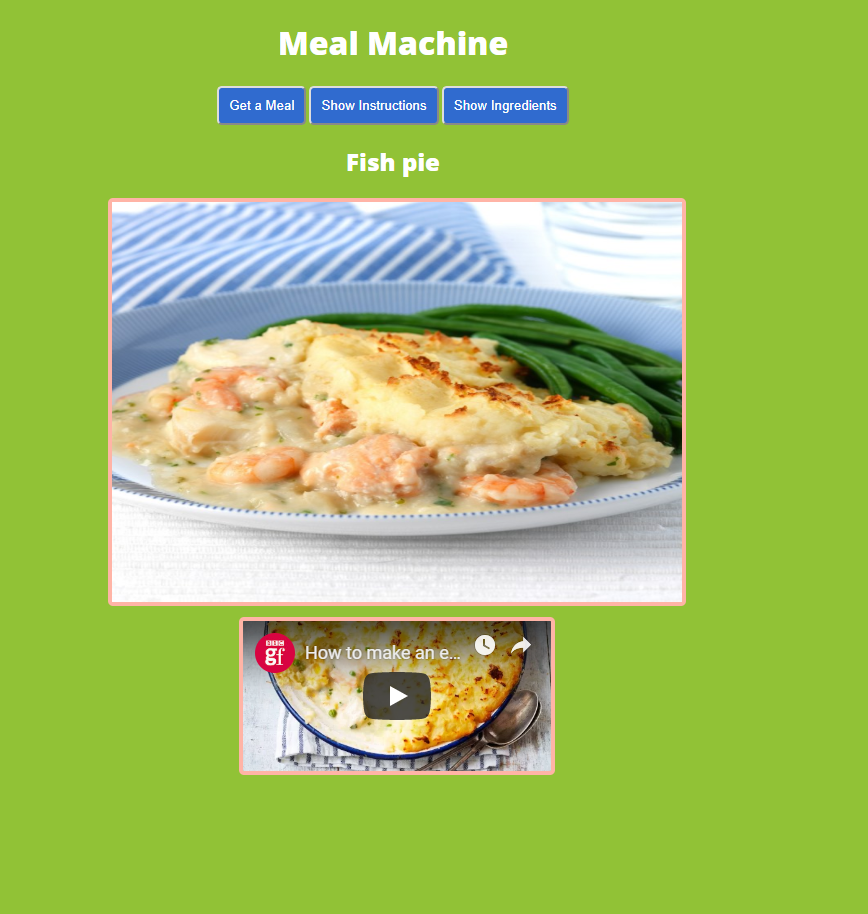 Meal Machine
Get a Meal Show Instructions Show Ingredients
Fish pie
BBC
gf
How to make an e...